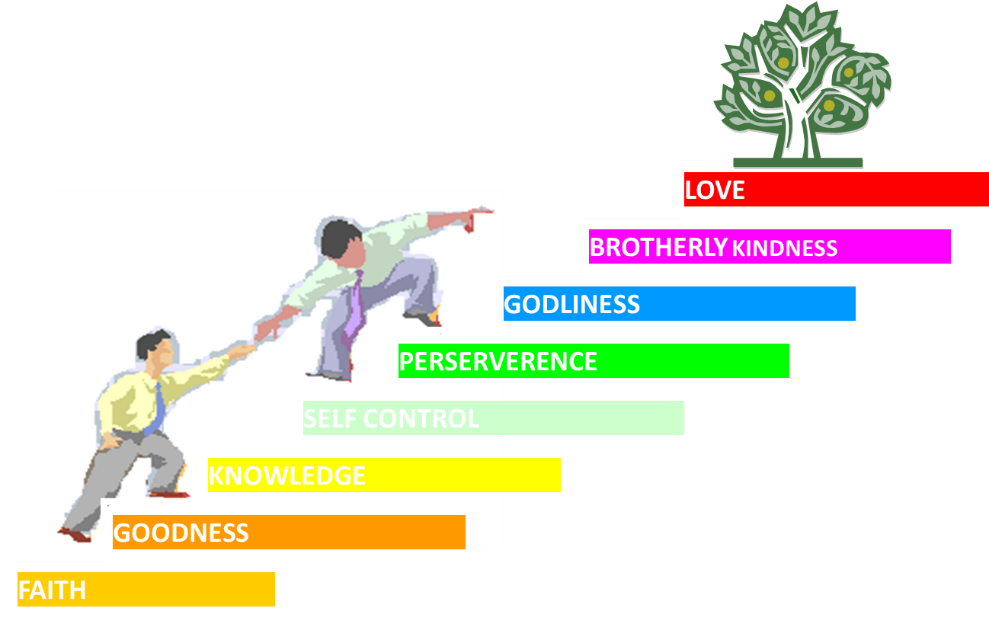 LOVE
BROTHERLY KINDNESS
GODLINESS
PERSERVERENCE
SELF CONTROL
KNOWLEDGE
GOODNESS
FAITH